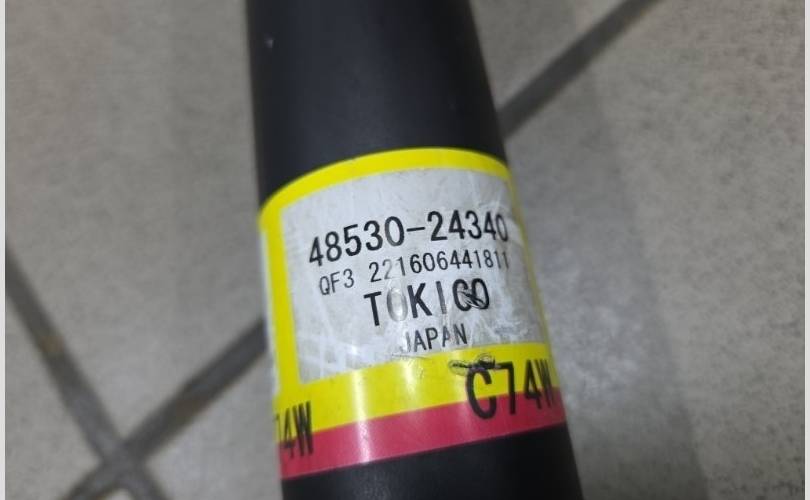 48530-24340
QF3 221606441811
TOKICO
JAPAN
C74W
74W